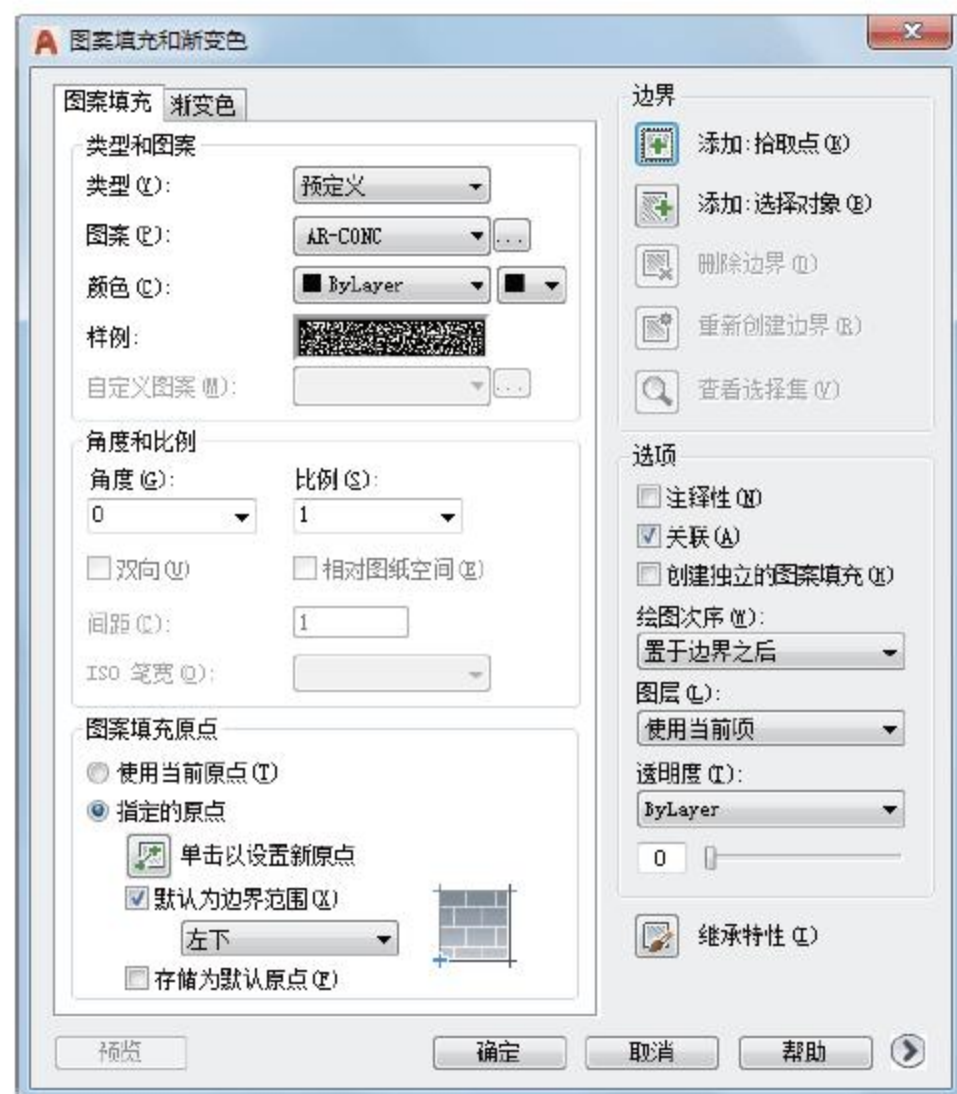 图案填充和渐变色
图案填充 渐变色
类型和图案
类型(Y):
预定义
图案(P):
AR-CONC
...
颜色(C):
ByLayer
样例:
自定义图案(M):
...
角度和比例
角度(G):
比例(S):
0
1
双向(U)
相对图纸空间(E)
间距(C):
1
ISO 笔宽(O):
图案填充原点
使用当前原点(T)
指定的原点
单击以设置新原点
默认为边界范围(X)
左下
存储为默认原点(F)
边界
添加:拾取点(K)
添加:选择对象(B)
删除边界(D)
重新创建边界(R)
查看选择集(V)
选项
注释性(N)
关联(A)
创建独立的图案填充(H)
绘图次序(W):
置于边界之后
图层(L):
使用当前项
透明度(T):
ByLayer
0
继承特性(I)
预览
确定
取消
帮助